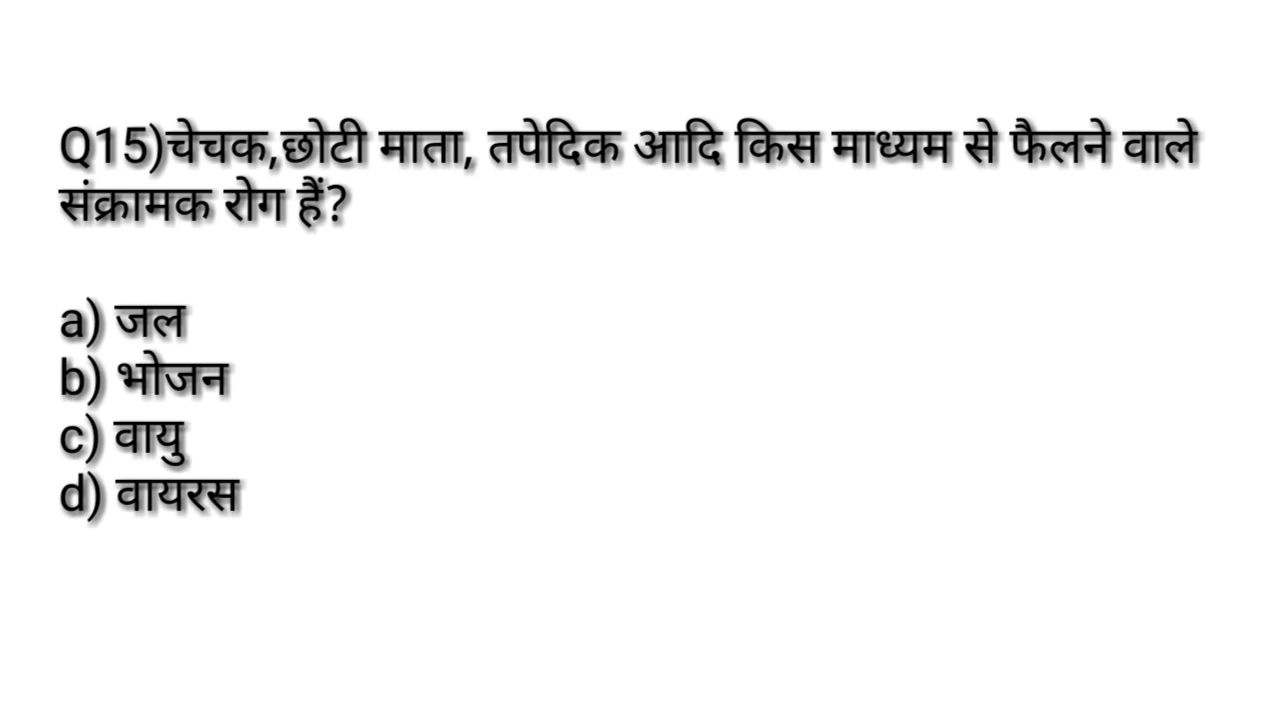 Q15)चेचक,छोटी माता, तपेदिक आदि किस माध्यम से फैलने वाले
संक्रामक रोग हैं?
a) जल
b) भोजन
c) वायु
d) वायरस